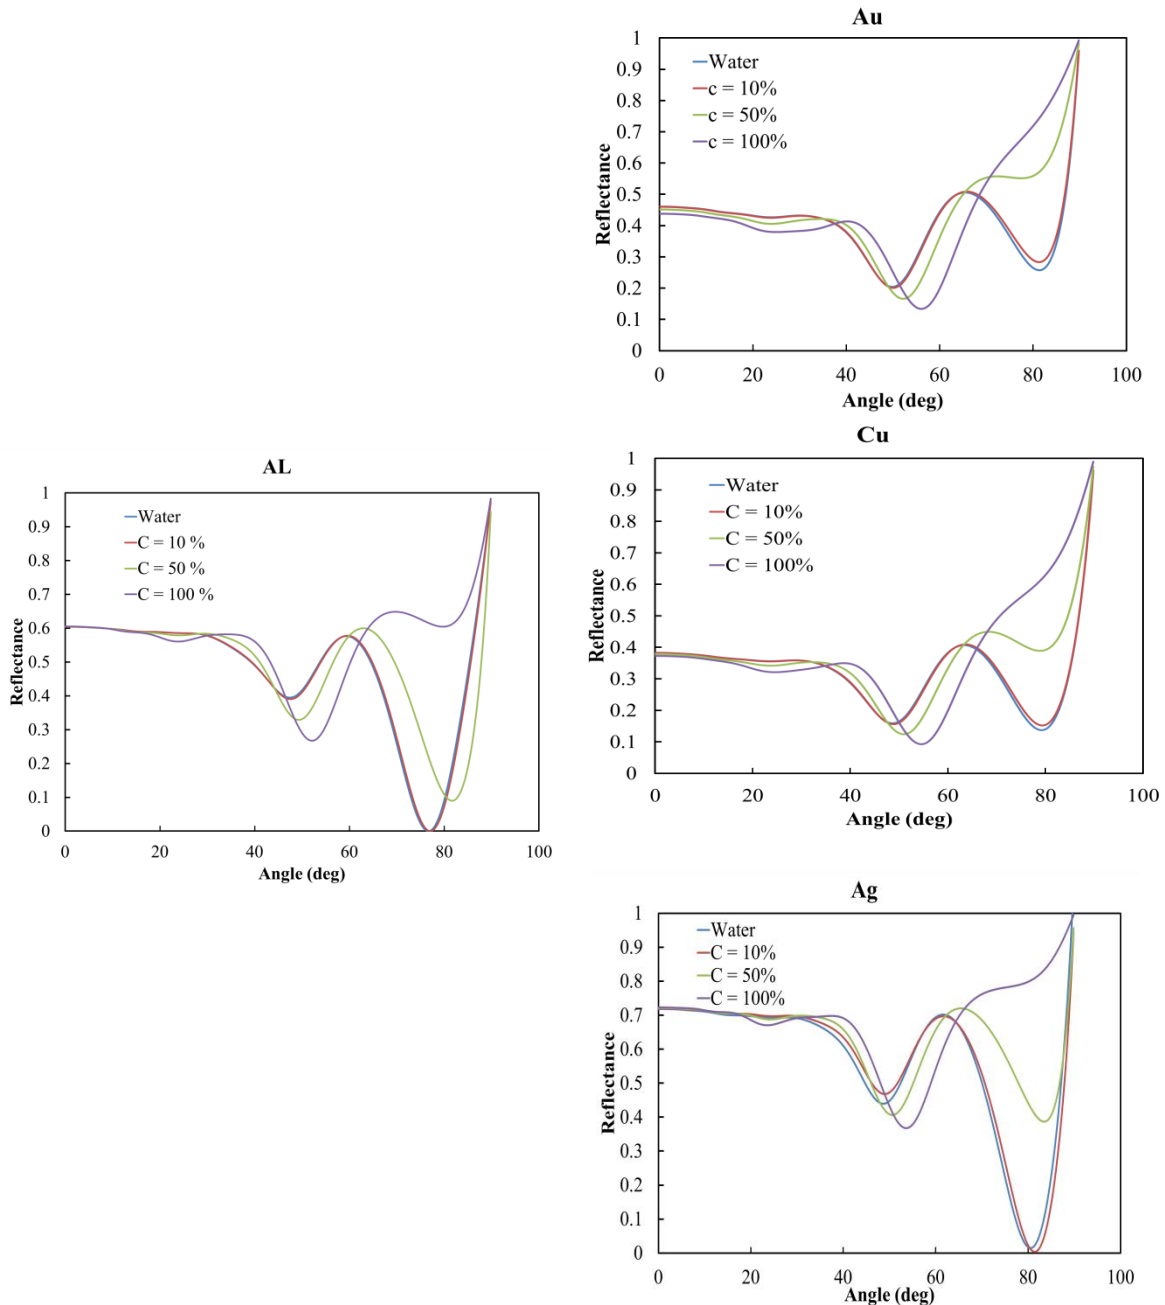 Au
1
0.9
0.8
0.7
0.6
0.5
0.4
0.3
0.2
0.1
0
Reflectance
Water
c = 10%
c = 50%
c = 100%
0 20 40 60 80 100
Angle (deg)
AL
1
0.9
0.8
0.7
0.6
0.5
0.4
0.3
0.2
0.1
0
Reflectance
Water
C = 10 %
C = 50 %
C = 100 %
0 20 40 60 80 100
Angle (deg)
Cu
1
0.9
0.8
0.7
0.6
0.5
0.4
0.3
0.2
0.1
0
Reflectance
Water
C = 10%
C = 50%
C = 100%
0 20 40 60 80 100
Angle (deg)
Ag
1
0.9
0.8
0.7
0.6
0.5
0.4
0.3
0.2
0.1
0
Reflectance
Water
C = 10%
C = 50%
C = 100%
0 20 40 60 80 100
Angle (deg)